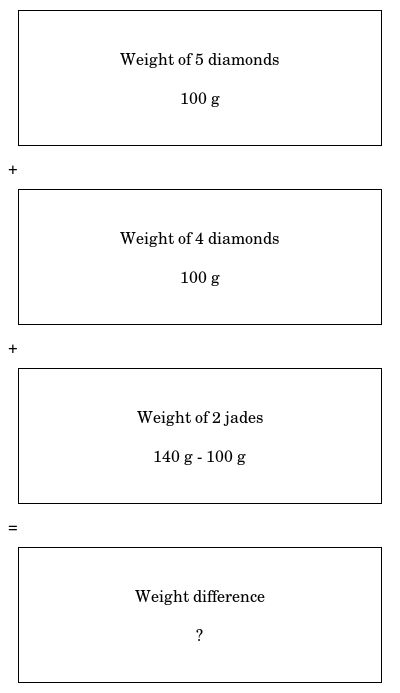 Weight of 5 diamonds
100 g
+
Weight of 4 diamonds
100 g
+
Weight of 2 jades
140 g - 100 g
=
Weight difference
?